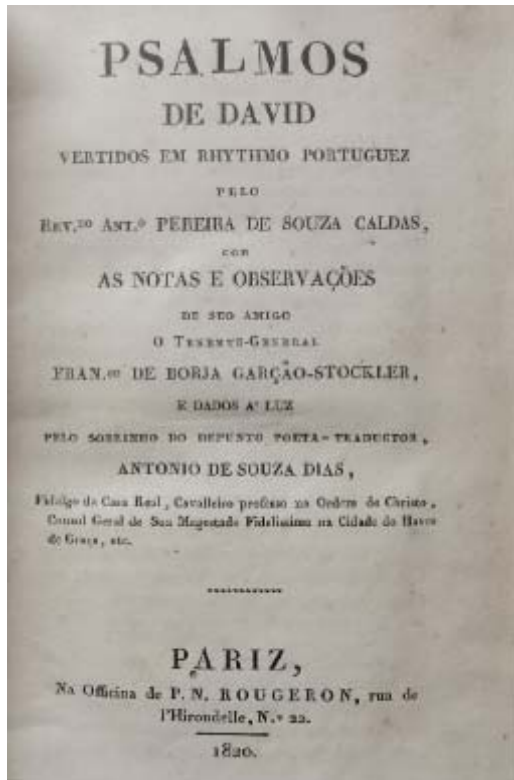 PSALMOS
DE DAVID
VERTIDOS EM RHYTHMO PORTUGUEZ
PELO
REV.DO ANT.O PEREIRA DE SOUZA CALDAS,
COM
AS NOTAS E OBSERVAÇÕES
DE SEO AMIGO
O TENENTE-GENERAL
FRAN.CO DE BORJA GARÇÃO-STOCKLER,
E DADOS A' LUZ
PELO SOBRINHO DO DEFUNTO POETA-TRADUCTOR,
ANTONIO DE SOUZA DIAS,
Fidalgo da Casa Real, Cavalleiro professo na Ordem de Christo,
Consul Geral de Sua Magestade Fidelissima na Cidade do Havre
de Graça, etc.
PARIZ,
Na Officina de P. N. ROUGERON, rua de
l'Hirondelle, N.º 22.
1820.